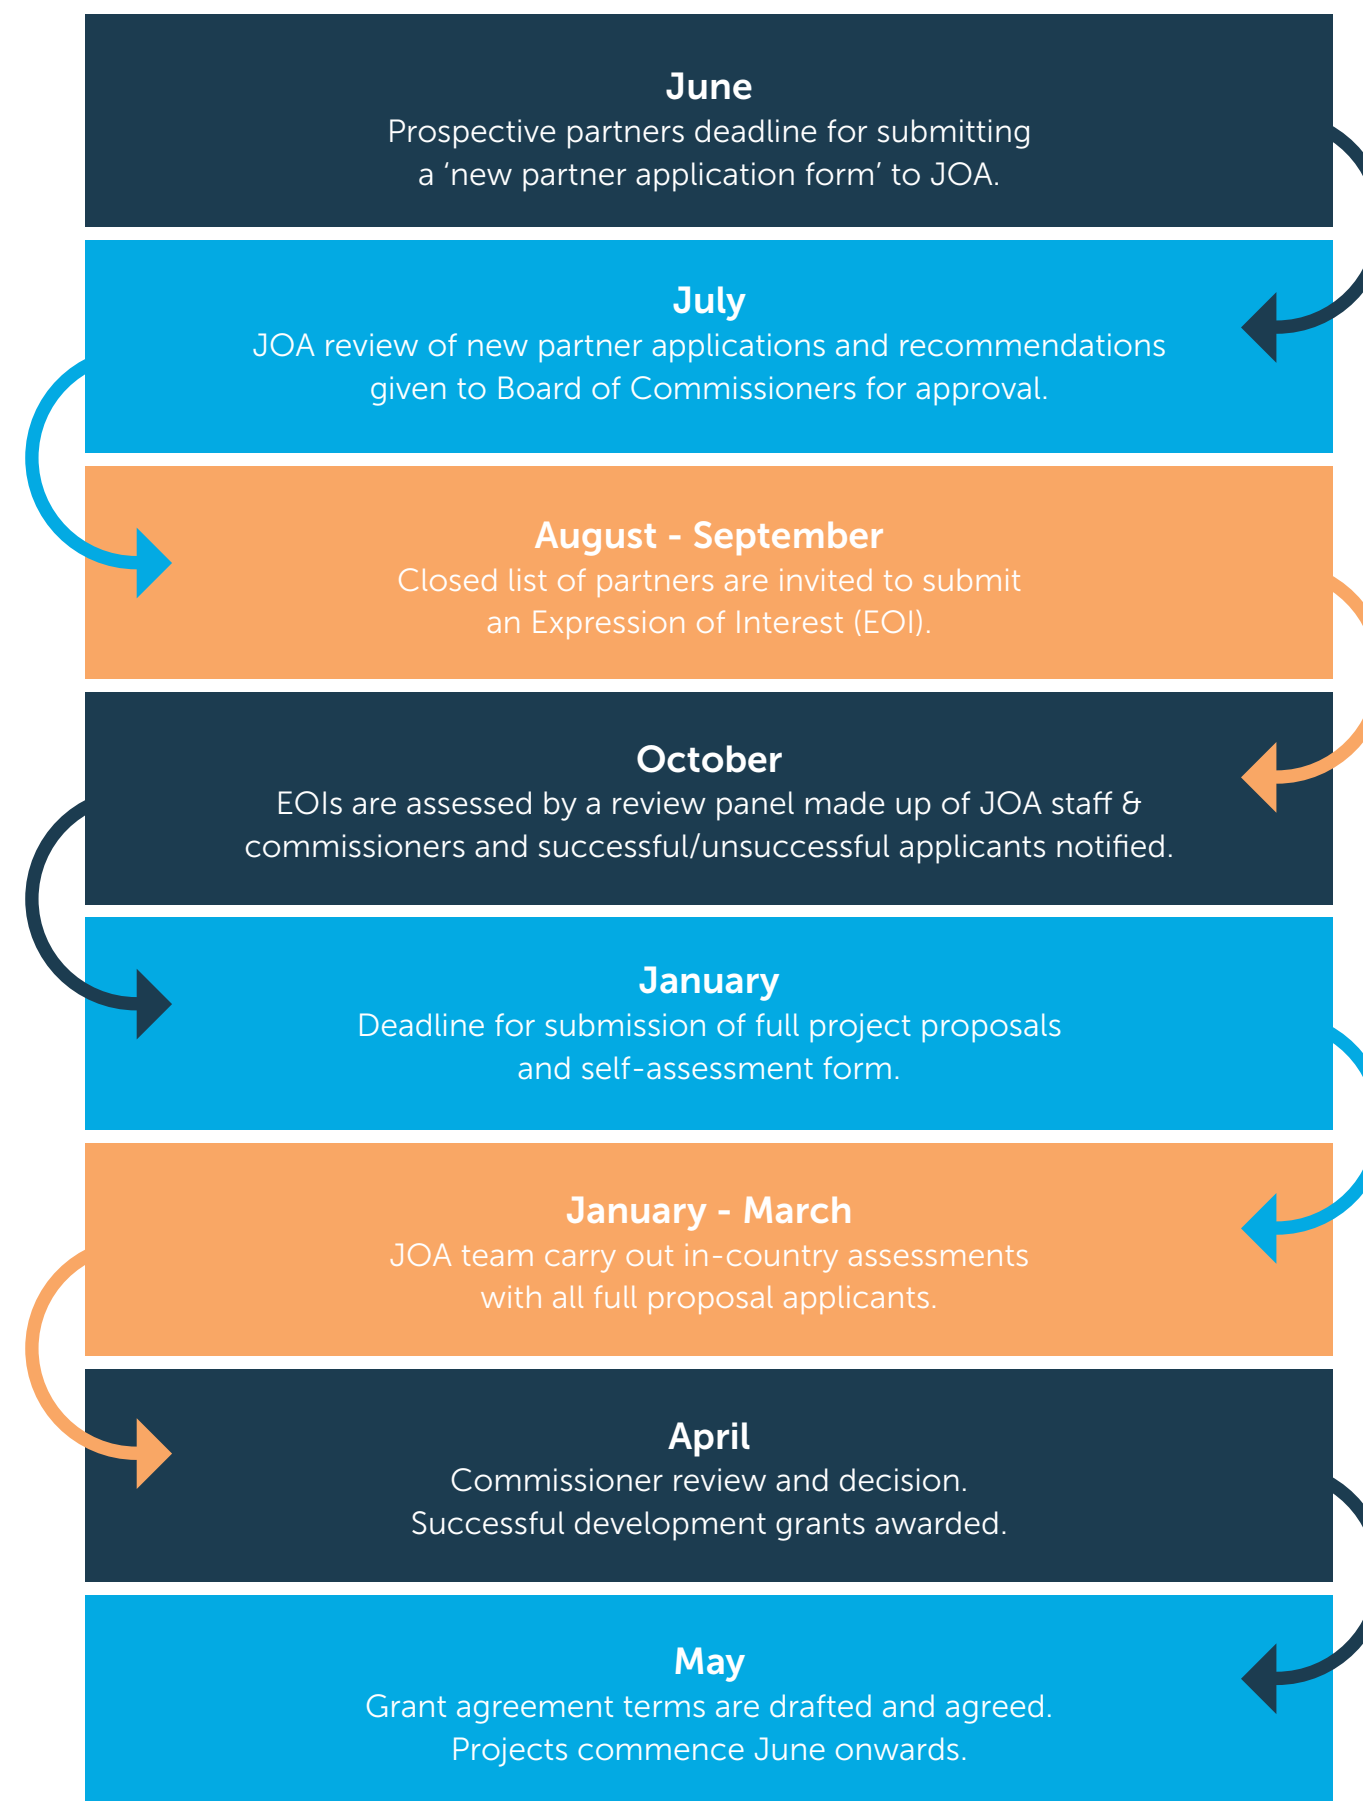 June
Prospective partners deadline for submitting
a ‘new partner application form’ to JOA.
July
JOA review of new partner applications and recommendations
given to Board of Commissioners for approval.
August - September
Closed list of partners are invited to submit
an Expression of Interest (EOI).
October
EOIs are assessed by a review panel made up of JOA staff &
commissioners and successful/unsuccessful applicants notified.
January
Deadline for submission of full project proposals
and self-assessment form.
January - March
JOA team carry out in-country assessments
with all full proposal applicants.
April
Commissioner review and decision.
Successful development grants awarded.
May
Grant agreement terms are drafted and agreed.
Projects commence June onwards.